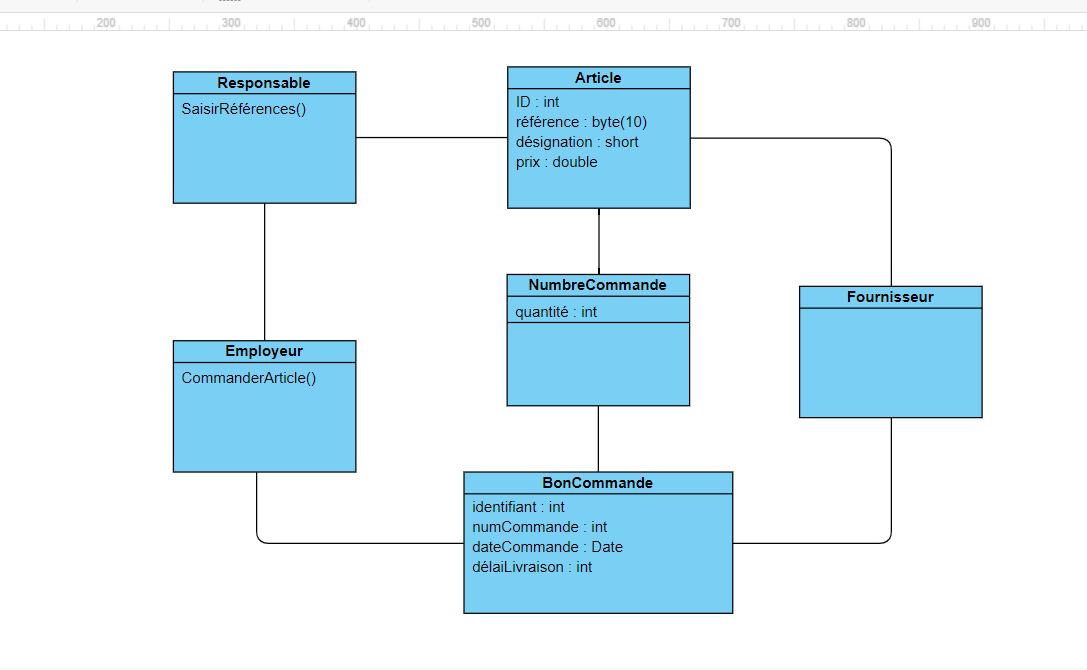 200 300 400 500 600 700 800 900
Responsable
SaisirRéférences()
Article
ID : int
référence : byte(10)
désignation : short
prix : double
NumbreCommande
quantité : int
Fournisseur
Employeur
CommanderArticle()
BonCommande
identifiant : int
numCommande : int
dateCommande : Date
délaiLivraison : int